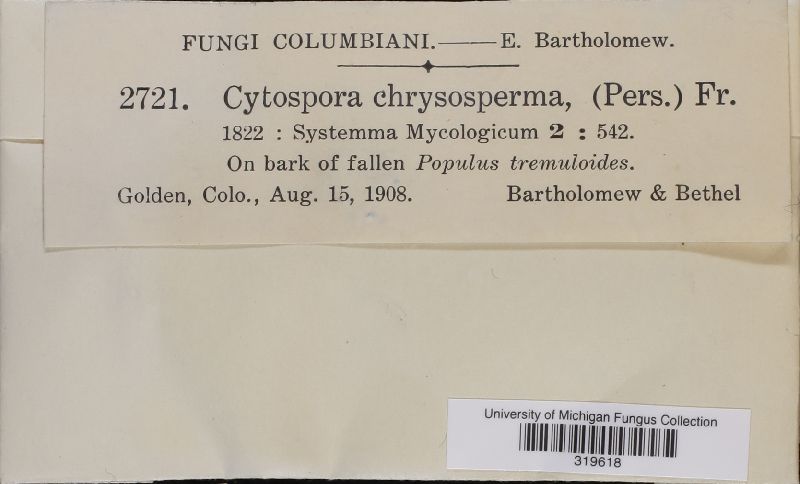 FUNGI COLUMBIANI.——E. Bartholomew.
2721. Cytospora chrysosperma, (Pers.) Fr.
1822 : Systemma Mycologicum 2 : 542.
On bark of fallen Populus tremuloides.
Golden, Colo., Aug. 15, 1908. Bartholomew & Bethel
University of Michigan Fungus Collection
319618